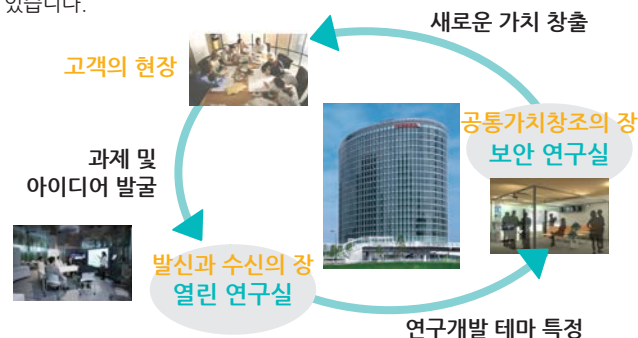 있습니다.
새로운 가치 창출
고객의 현장
공통가치창조의 장
보안 연구실
과제 및
아이디어 발굴
발신과 수신의 장
열린 연구실
연구개발 테마 특정